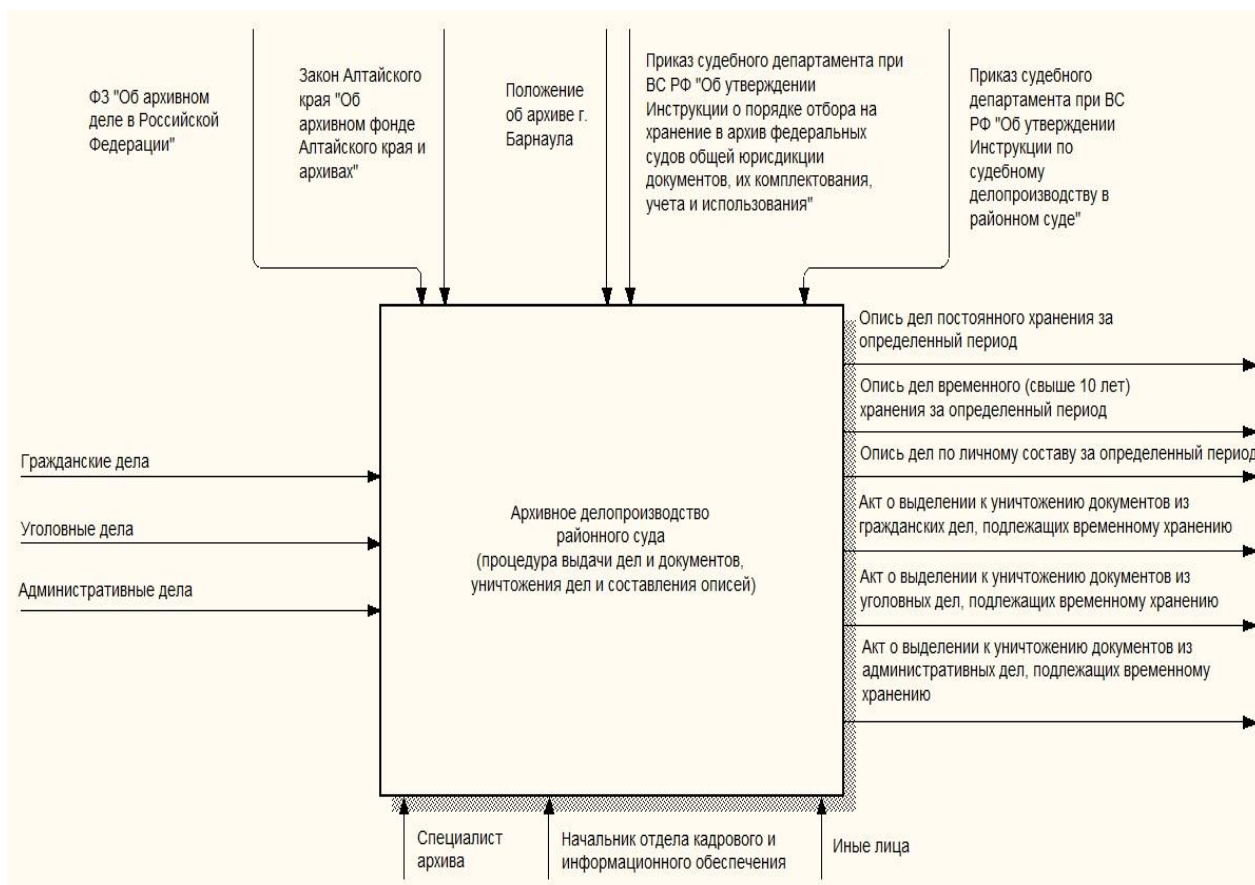 ФЗ "Об архивном
деле в Российской
Федерации"
Закон Алтайского
края "Об
архивном фонде
Алтайского края и
архивах"
Положение
об архиве г.
Барнаула
Приказ судебного департамента при
ВС РФ "Об утверждении
Инструкции о порядке отбора на
хранение в архив федеральных
судов общей юрисдикции
документов, их комплектования,
учета и использования"
Приказ судебного
департамента при ВС
РФ "Об утверждении
Инструкции по
судебному
делопроизводству в
районном суде"
Гражданские дела
Уголовные дела
Административные дела
Архивное делопроизводство
районного суда
(процедура выдачи дел и документов,
уничтожения дел и составления описей)
Опись дел постоянного хранения за
определенный период
Опись дел временного (свыше 10 лет)
хранения за определенный период
Опись дел по личному составу за определенный период
Акт о выделении к уничтожению документов из
гражданских дел, подлежащих временному хранению
Акт о выделении к уничтожению документов из
уголовных дел, подлежащих временному хранению
Акт о выделении к уничтожению документов из
административных дел, подлежащих временному
хранению
Специалист
архива
Начальник отдела кадрового и
информационного обеспечения
Иные лица